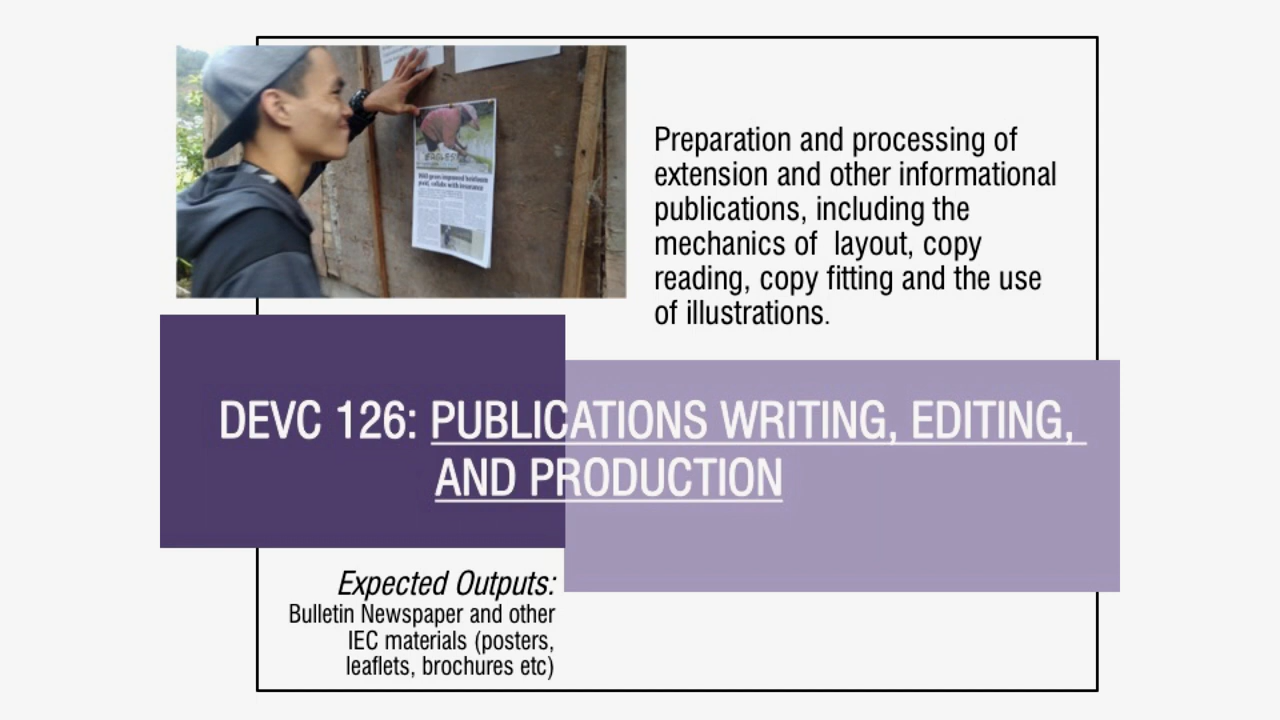 Preparation and processing of
extension and other informational
publications, including the
mechanics of  layout, copy
reading, copy fitting and the use
of illustrations.
DEVC 126: PUBLICATIONS WRITING, EDITING,
AND PRODUCTION
Expected Outputs:
Bulletin Newspaper and other
IEC materials (posters,
leaflets, brochures etc)